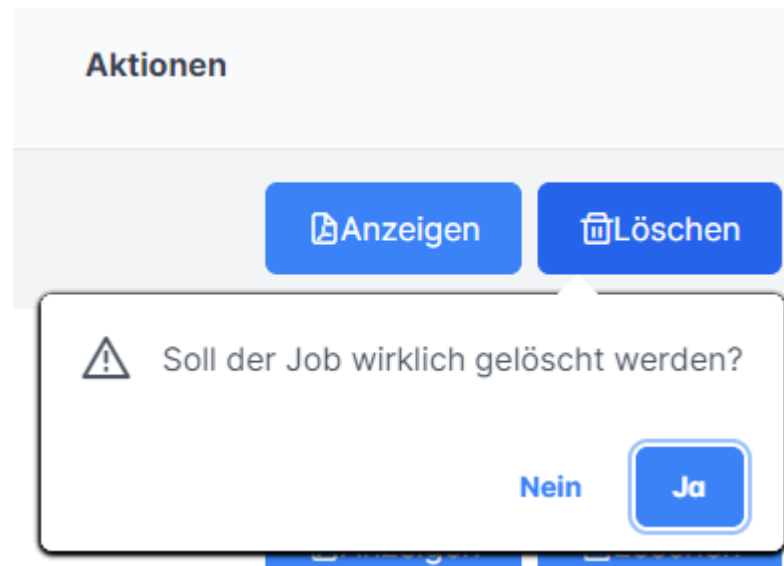 Aktionen
Anzeigen Löschen
Soll der Job wirklich gelöscht werden?
Nein Ja